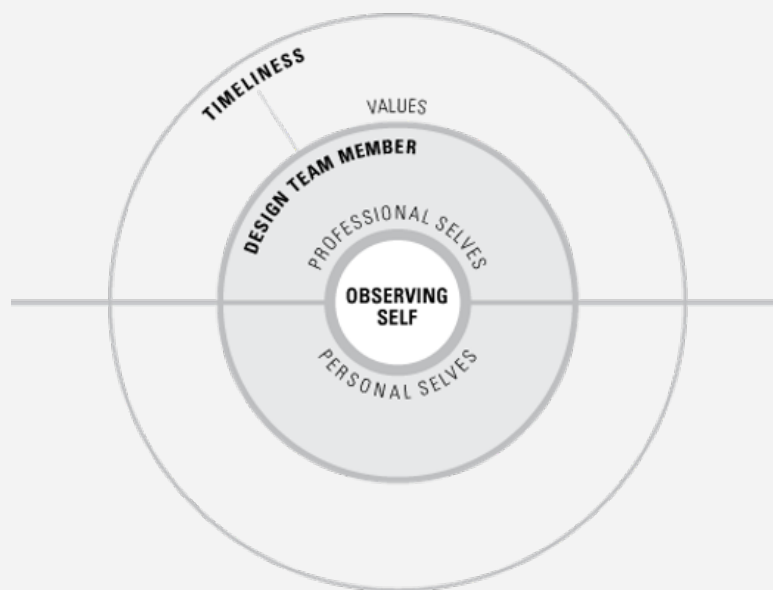 TIMELINESS
VALUES
DESIGN TEAM MEMBER
PROFESSIONAL SELVES
OBSERVING
SELF
PERSONAL SELVES